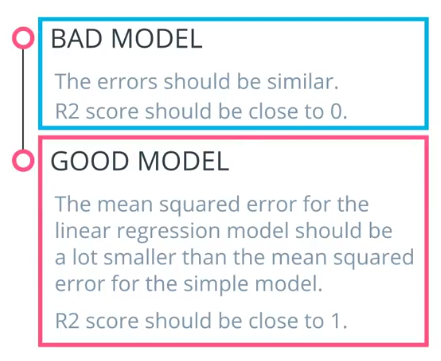 BAD MODEL
The errors should be similar.
R2 score should be close to 0.
GOOD MODEL
The mean squared error for the
linear regression model should be
a lot smaller than the mean squared
error for the simple model.
R2 score should be close to 1.